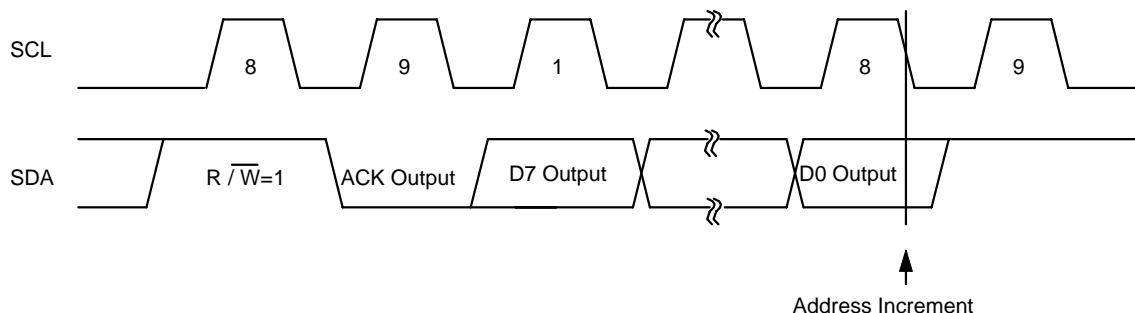 SCL
8
9
1
8
9
SDA
R / W=1
ACK Output
D7 Output
D0 Output
Address Increment